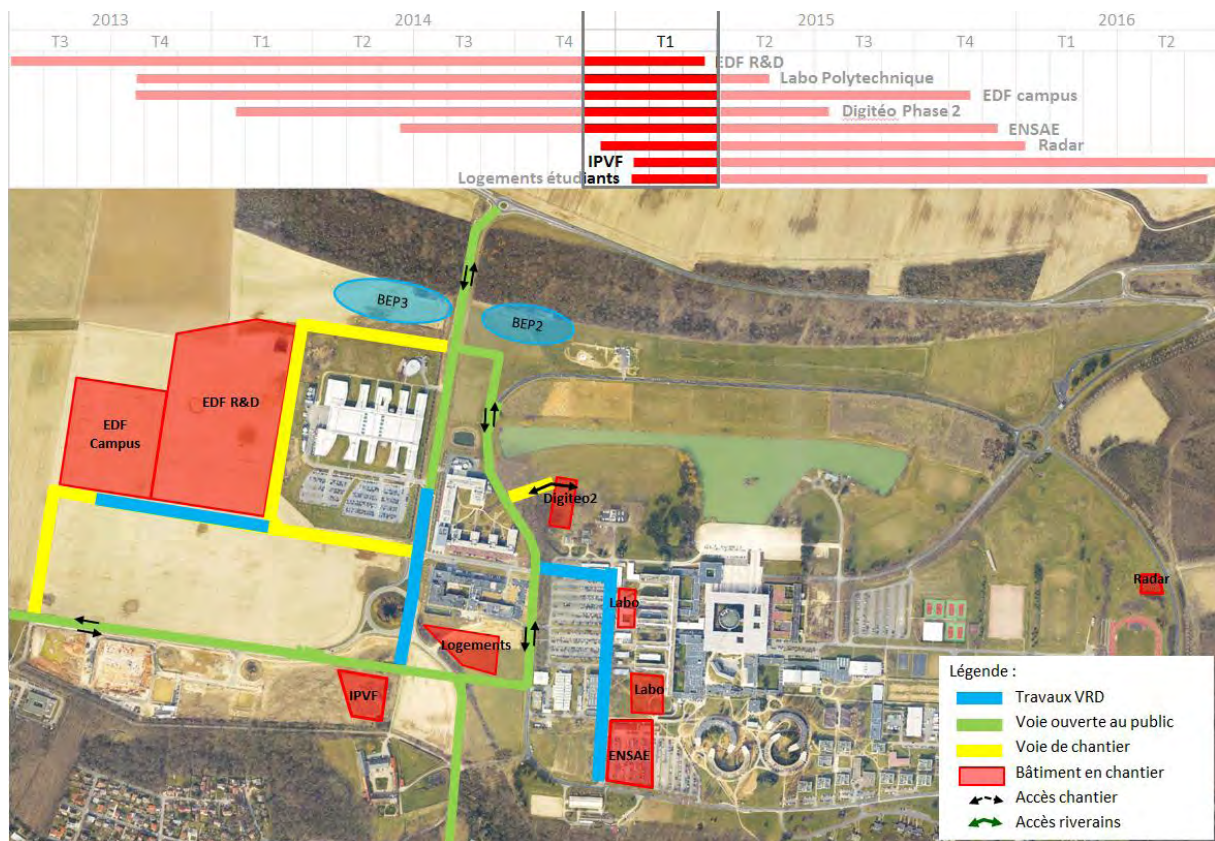 2013 2014 2015 2016
T3 T4 T1 T2 T3 T4 T1 T2 T3 T4 T1 T2
EDF R&D
Labo Polytechnique
EDF campus
Digitéo Phase 2
ENSAE
Radar
IPVF
Logements étudiants
BEP3
BEP2
EDF R&D
EDF
Campus
Digiteo2
Radar
Labo
Logements
Labo
IPVF
ENSAE
Légende :
Travaux VRD
Voie ouverte au public
Voie de chantier
Bâtiment en chantier
Accès chantier
Accès riverains